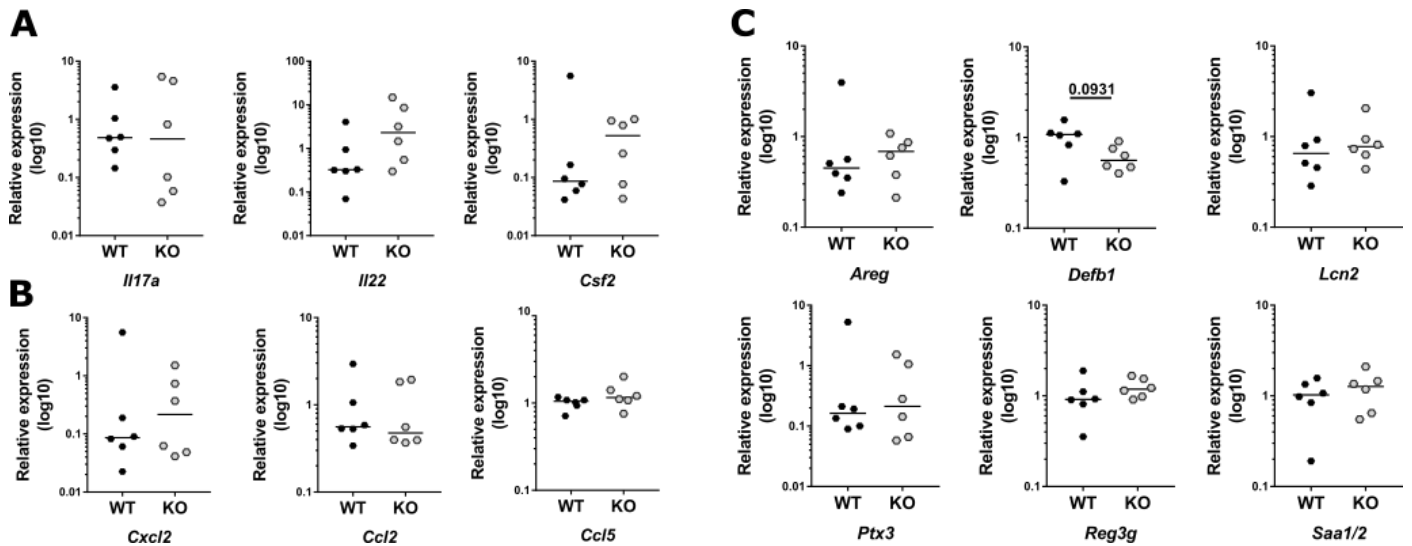 A
Relative expression
(log10)
10
1
0.1
0.01
WT KO
Il17a
Relative expression
(log10)
100
10
1
0.1
0.01
WT KO
Il22
Relative expression
(log10)
10
1
0.1
0.01
WT KO
Csf2
B
Relative expression
(log10)
10
1
0.1
0.01
WT KO
Cxcl2
Relative expression
(log10)
10
1
0.1
WT KO
Ccl2
Relative expression
(log10)
10
1
0.1
WT KO
Ccl5
C
Relative expression
(log10)
10
1
0.1
WT KO
Areg
Relative expression
(log10)
10
1
0.1
0.0931
WT KO
Defb1
Relative expression
(log10)
10
1
0.1
WT KO
Lcn2
Relative expression
(log10)
10
1
0.1
0.01
WT KO
Ptx3
Relative expression
(log10)
10
1
0.1
WT KO
Reg3g
Relative expression
(log10)
10
1
0.1
WT KO
Saa1/2